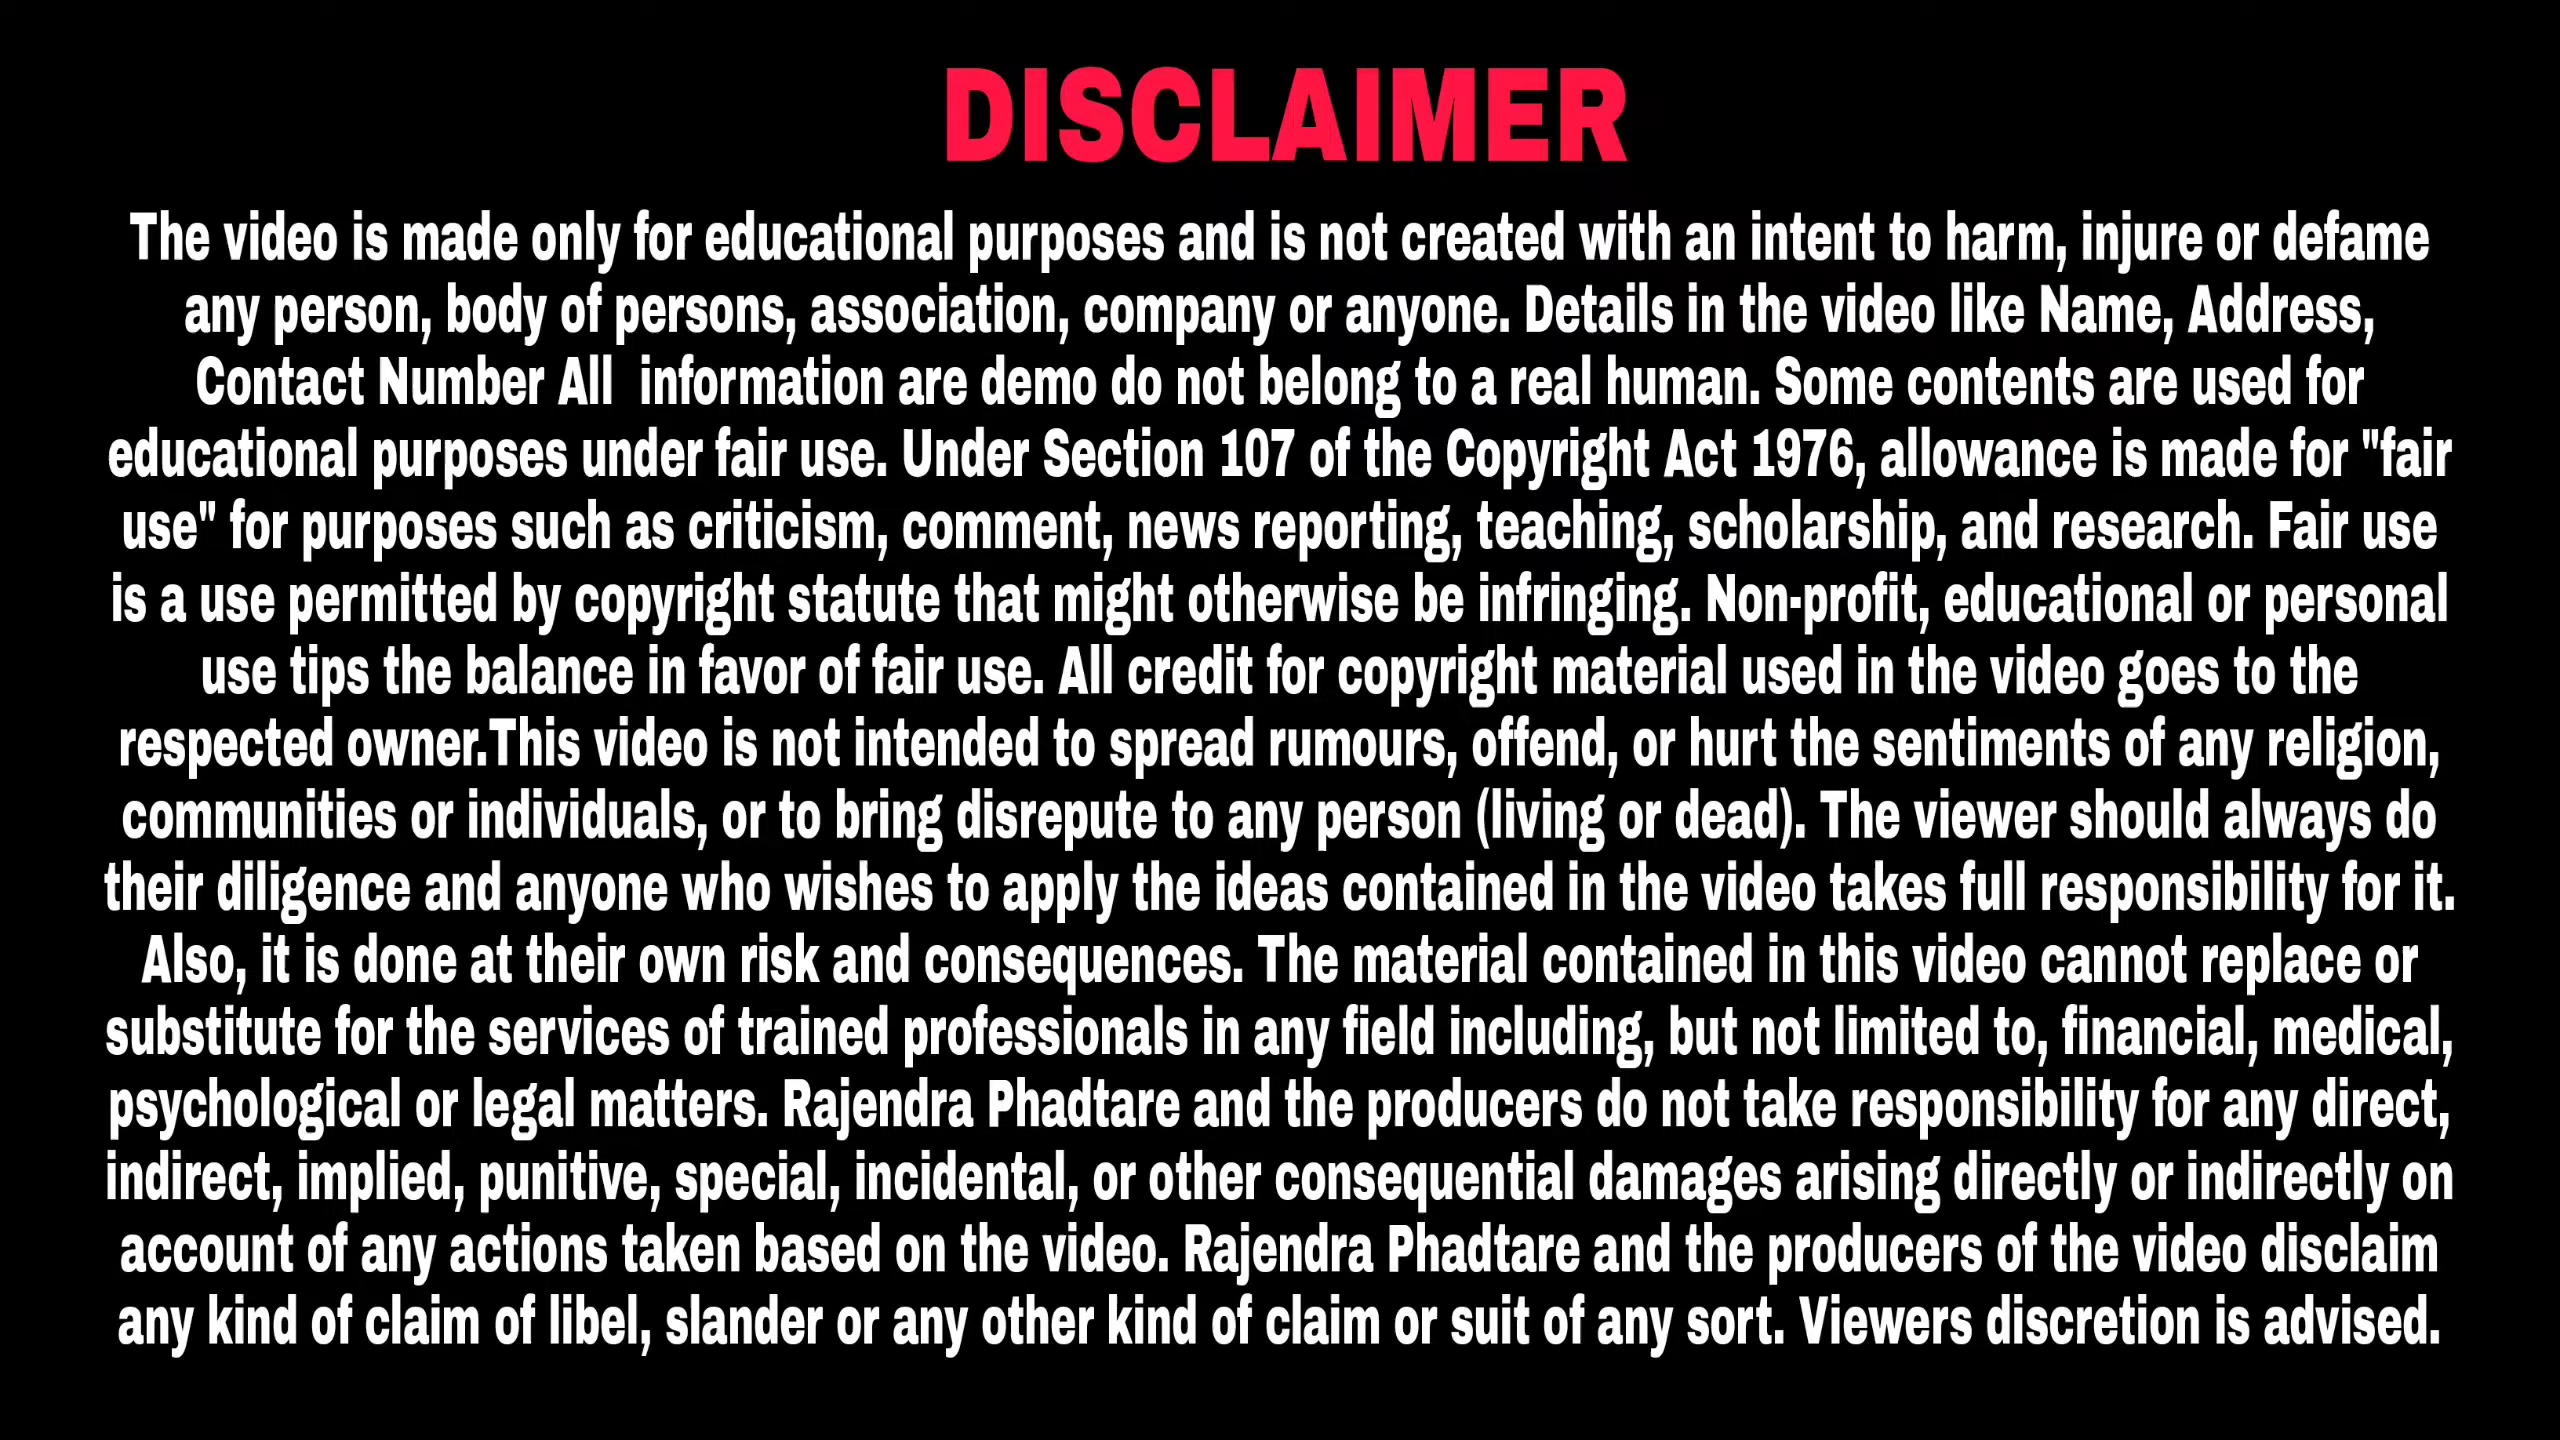 DISCLAIMER
The video is made only for educational purposes and is not created with an intent to harm, injure or defame
any person, body of persons, association, company or anyone. Details in the video like Name, Address,
Contact Number All  information are demo do not belong to a real human. Some contents are used for
educational purposes under fair use. Under Section 107 of the Copyright Act 1976, allowance is made for "fair
use" for purposes such as criticism, comment, news reporting, teaching, scholarship, and research. Fair use
is a use permitted by copyright statute that might otherwise be infringing. Non-profit, educational or personal
use tips the balance in favor of fair use. All credit for copyright material used in the video goes to the
respected owner.This video is not intended to spread rumours, offend, or hurt the sentiments of any religion,
communities or individuals, or to bring disrepute to any person (living or dead). The viewer should always do
their diligence and anyone who wishes to apply the ideas contained in the video takes full responsibility for it.
Also, it is done at their own risk and consequences. The material contained in this video cannot replace or
substitute for the services of trained professionals in any field including, but not limited to, financial, medical,
psychological or legal matters. Rajendra Phadtare and the producers do not take responsibility for any direct,
indirect, implied, punitive, special, incidental, or other consequential damages arising directly or indirectly on
account of any actions taken based on the video. Rajendra Phadtare and the producers of the video disclaim
any kind of claim of libel, slander or any other kind of claim or suit of any sort. Viewers discretion is advised.